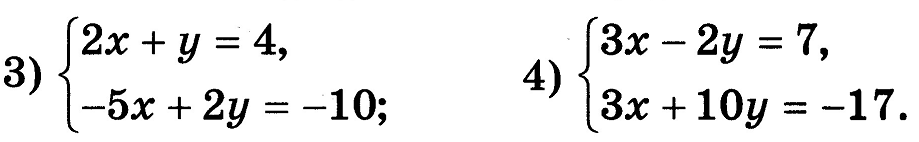 3) { 2x + y = 4,
−5x + 2y = −10;
4) { 3x − 2y = 7,
3x + 10y = −17.